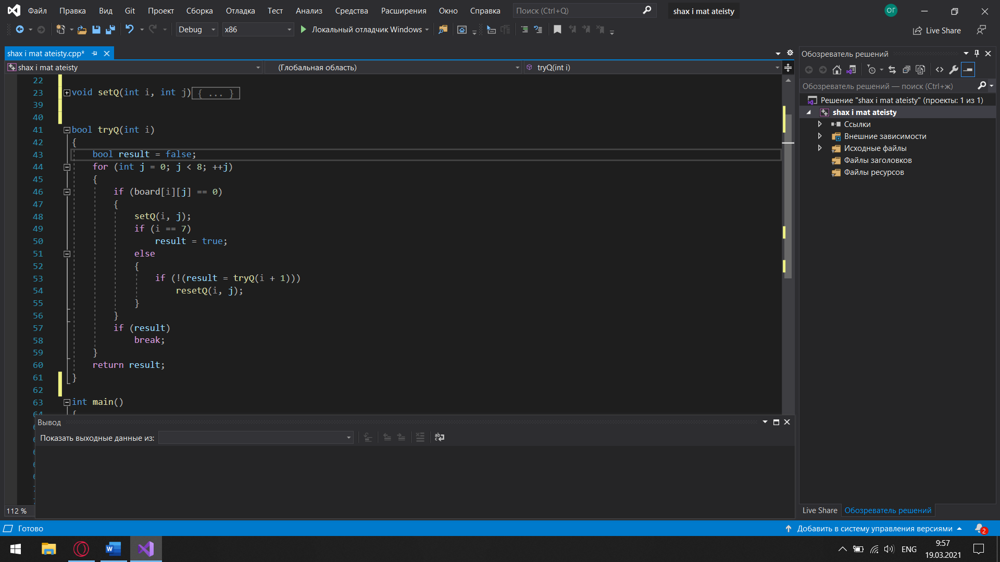 Файл Правка Вид Git Проект Сборка Отладка Тест Анализ Средства Расширения Окно Справка Поиск (Ctrl+Q) shax i mat ateisty ОГ
Debug x86 Локальный отладчик Windows Live Share
shax i mat ateisty.cpp*
shax i mat ateisty (Глобальная область) tryQ(int i)
22
23 void setQ(int i, int j){ ... }
39
40
41 bool tryQ(int i)
42 {
43 bool result = false;
44 for (int j = 0; j < 8; ++j)
45 {
46 if (board[i][j] == 0)
47 {
48 setQ(i, j);
49 if (i == 7)
50 result = true;
51 else
52 {
53 if (!(result = tryQ(i + 1)))
54 resetQ(i, j);
55 }
56 }
57 if (result)
58 break;
59 }
60 return result;
61 }
62
63 int main()
64 {
Вывод
Показать выходные данные из:
112 %
Обозреватель решений
Обозреватель решений — поиск (Ctrl+ж)
Решение "shax i mat ateisty" (проекты: 1 из 1)
shax i mat ateisty
Ссылки
Внешние зависимости
Исходные файлы
Файлы заголовков
Файлы ресурсов
Live Share Обозреватель решений
Готово Добавить в систему управления версиями 2
ENG 9:57
19.03.2021